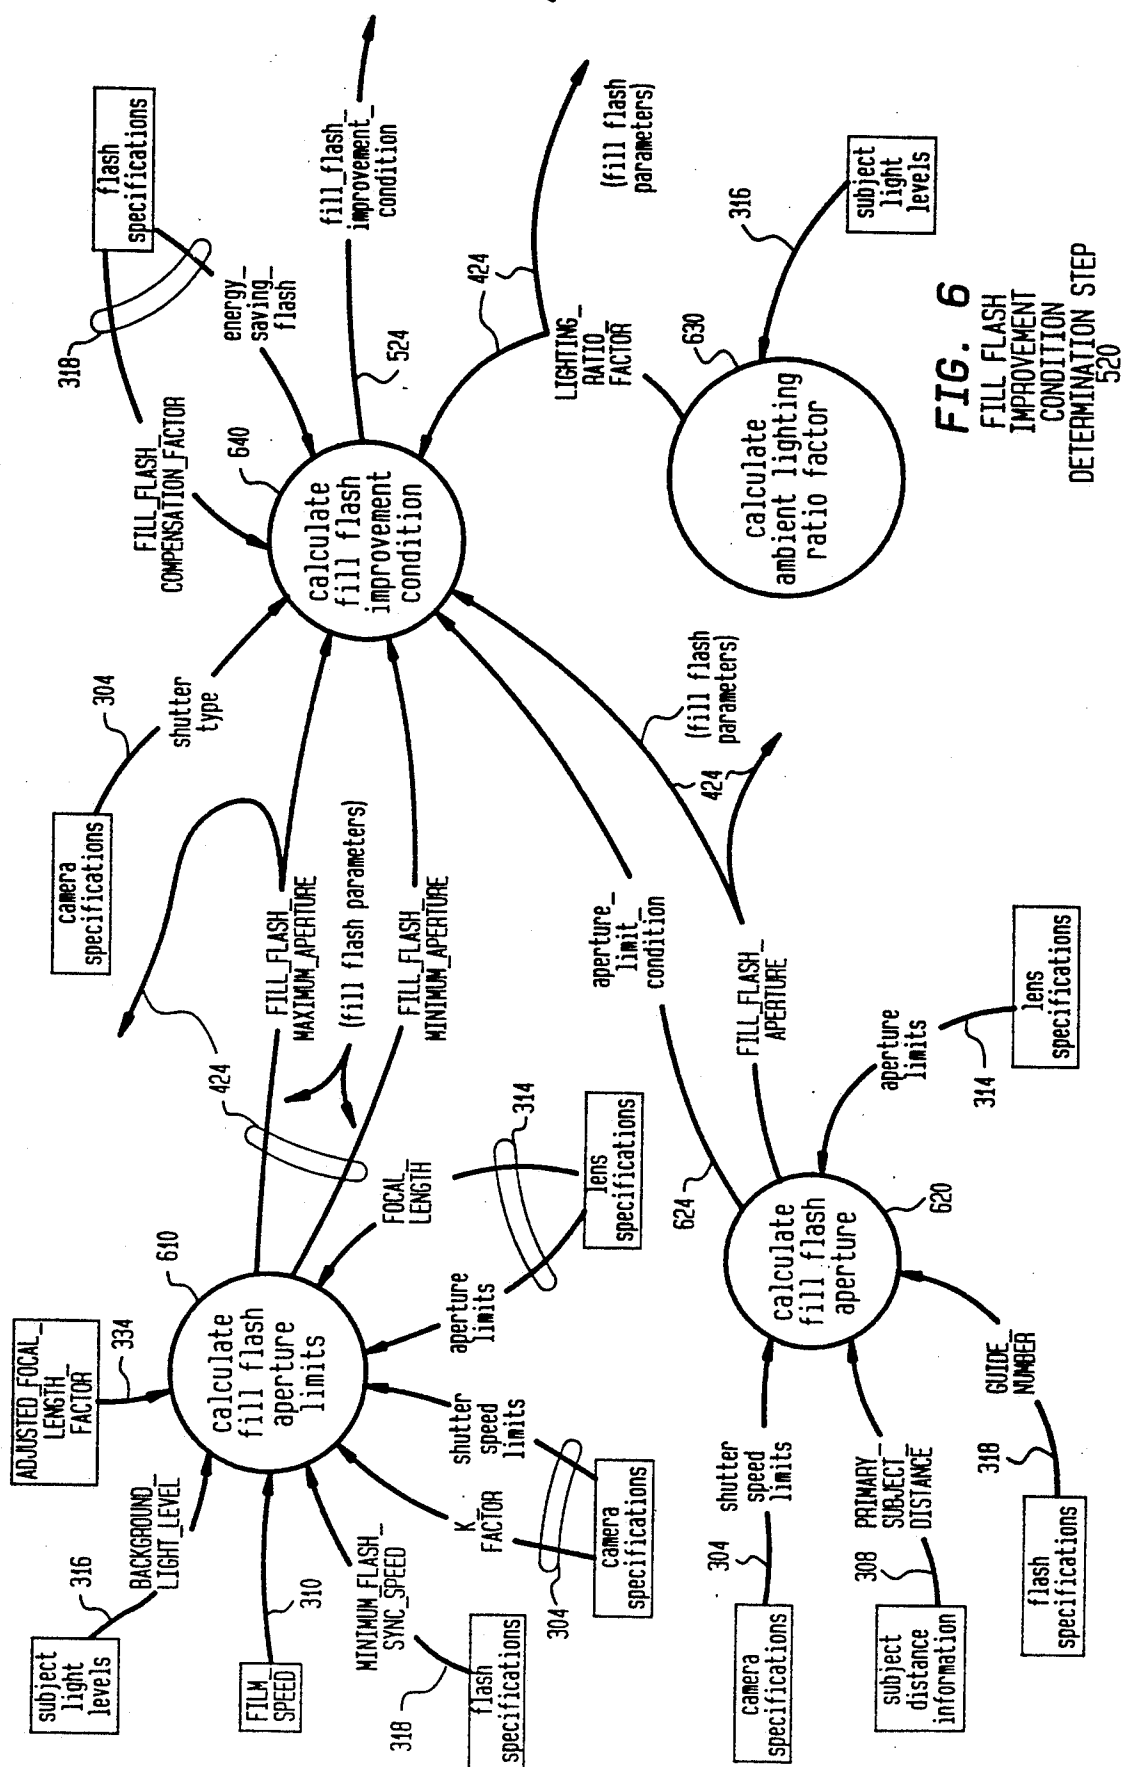 subject
light
levels
316
BACKGROUND_
LIGHT_LEVEL
ADJUSTED_FOCAL_
LENGTH_
FACTOR
334
610
calculate
fill flash
aperture
limits
FILM_
SPEED
310
MINIMUM_FLASH_
SYNC_SPEED
318
flash
specifications
K_
FACTOR
shutter
speed
limits
304
camera
specifications
aperture
limits
FOCAL_
LENGTH
314
lens
specifications
424
FILL_FLASH_
MAXIMUM_APERTURE
(fill flash parameters)
FILL_FLASH_
MINIMUM_APERTURE
camera
specifications
304
shutter
type
FILL_FLASH_
COMPENSATION_FACTOR
318
flash
specifications
energy_
saving_
flash
640
calculate
fill flash
improvement
condition
524
fill_flash_
improvement_
condition
424
(fill flash
parameters)
LIGHTING_
RATIO_
FACTOR
630
calculate
ambient lighting
ratio factor
316
subject
light
levels
aperture_
limit_
condition
624
FILL_FLASH_
APERTURE
424
(fill flash
parameters)
camera
specifications
304
shutter
speed
limits
subject
distance
information
308
PRIMARY_
SUBJECT_
DISTANCE
flash
specifications
318
GUIDE_
NUMBER
calculate
fill flash
aperture
620
aperture
limits
314
lens
specifications
FIG. 6
FILL FLASH
IMPROVEMENT
CONDITION
DETERMINATION STEP
520